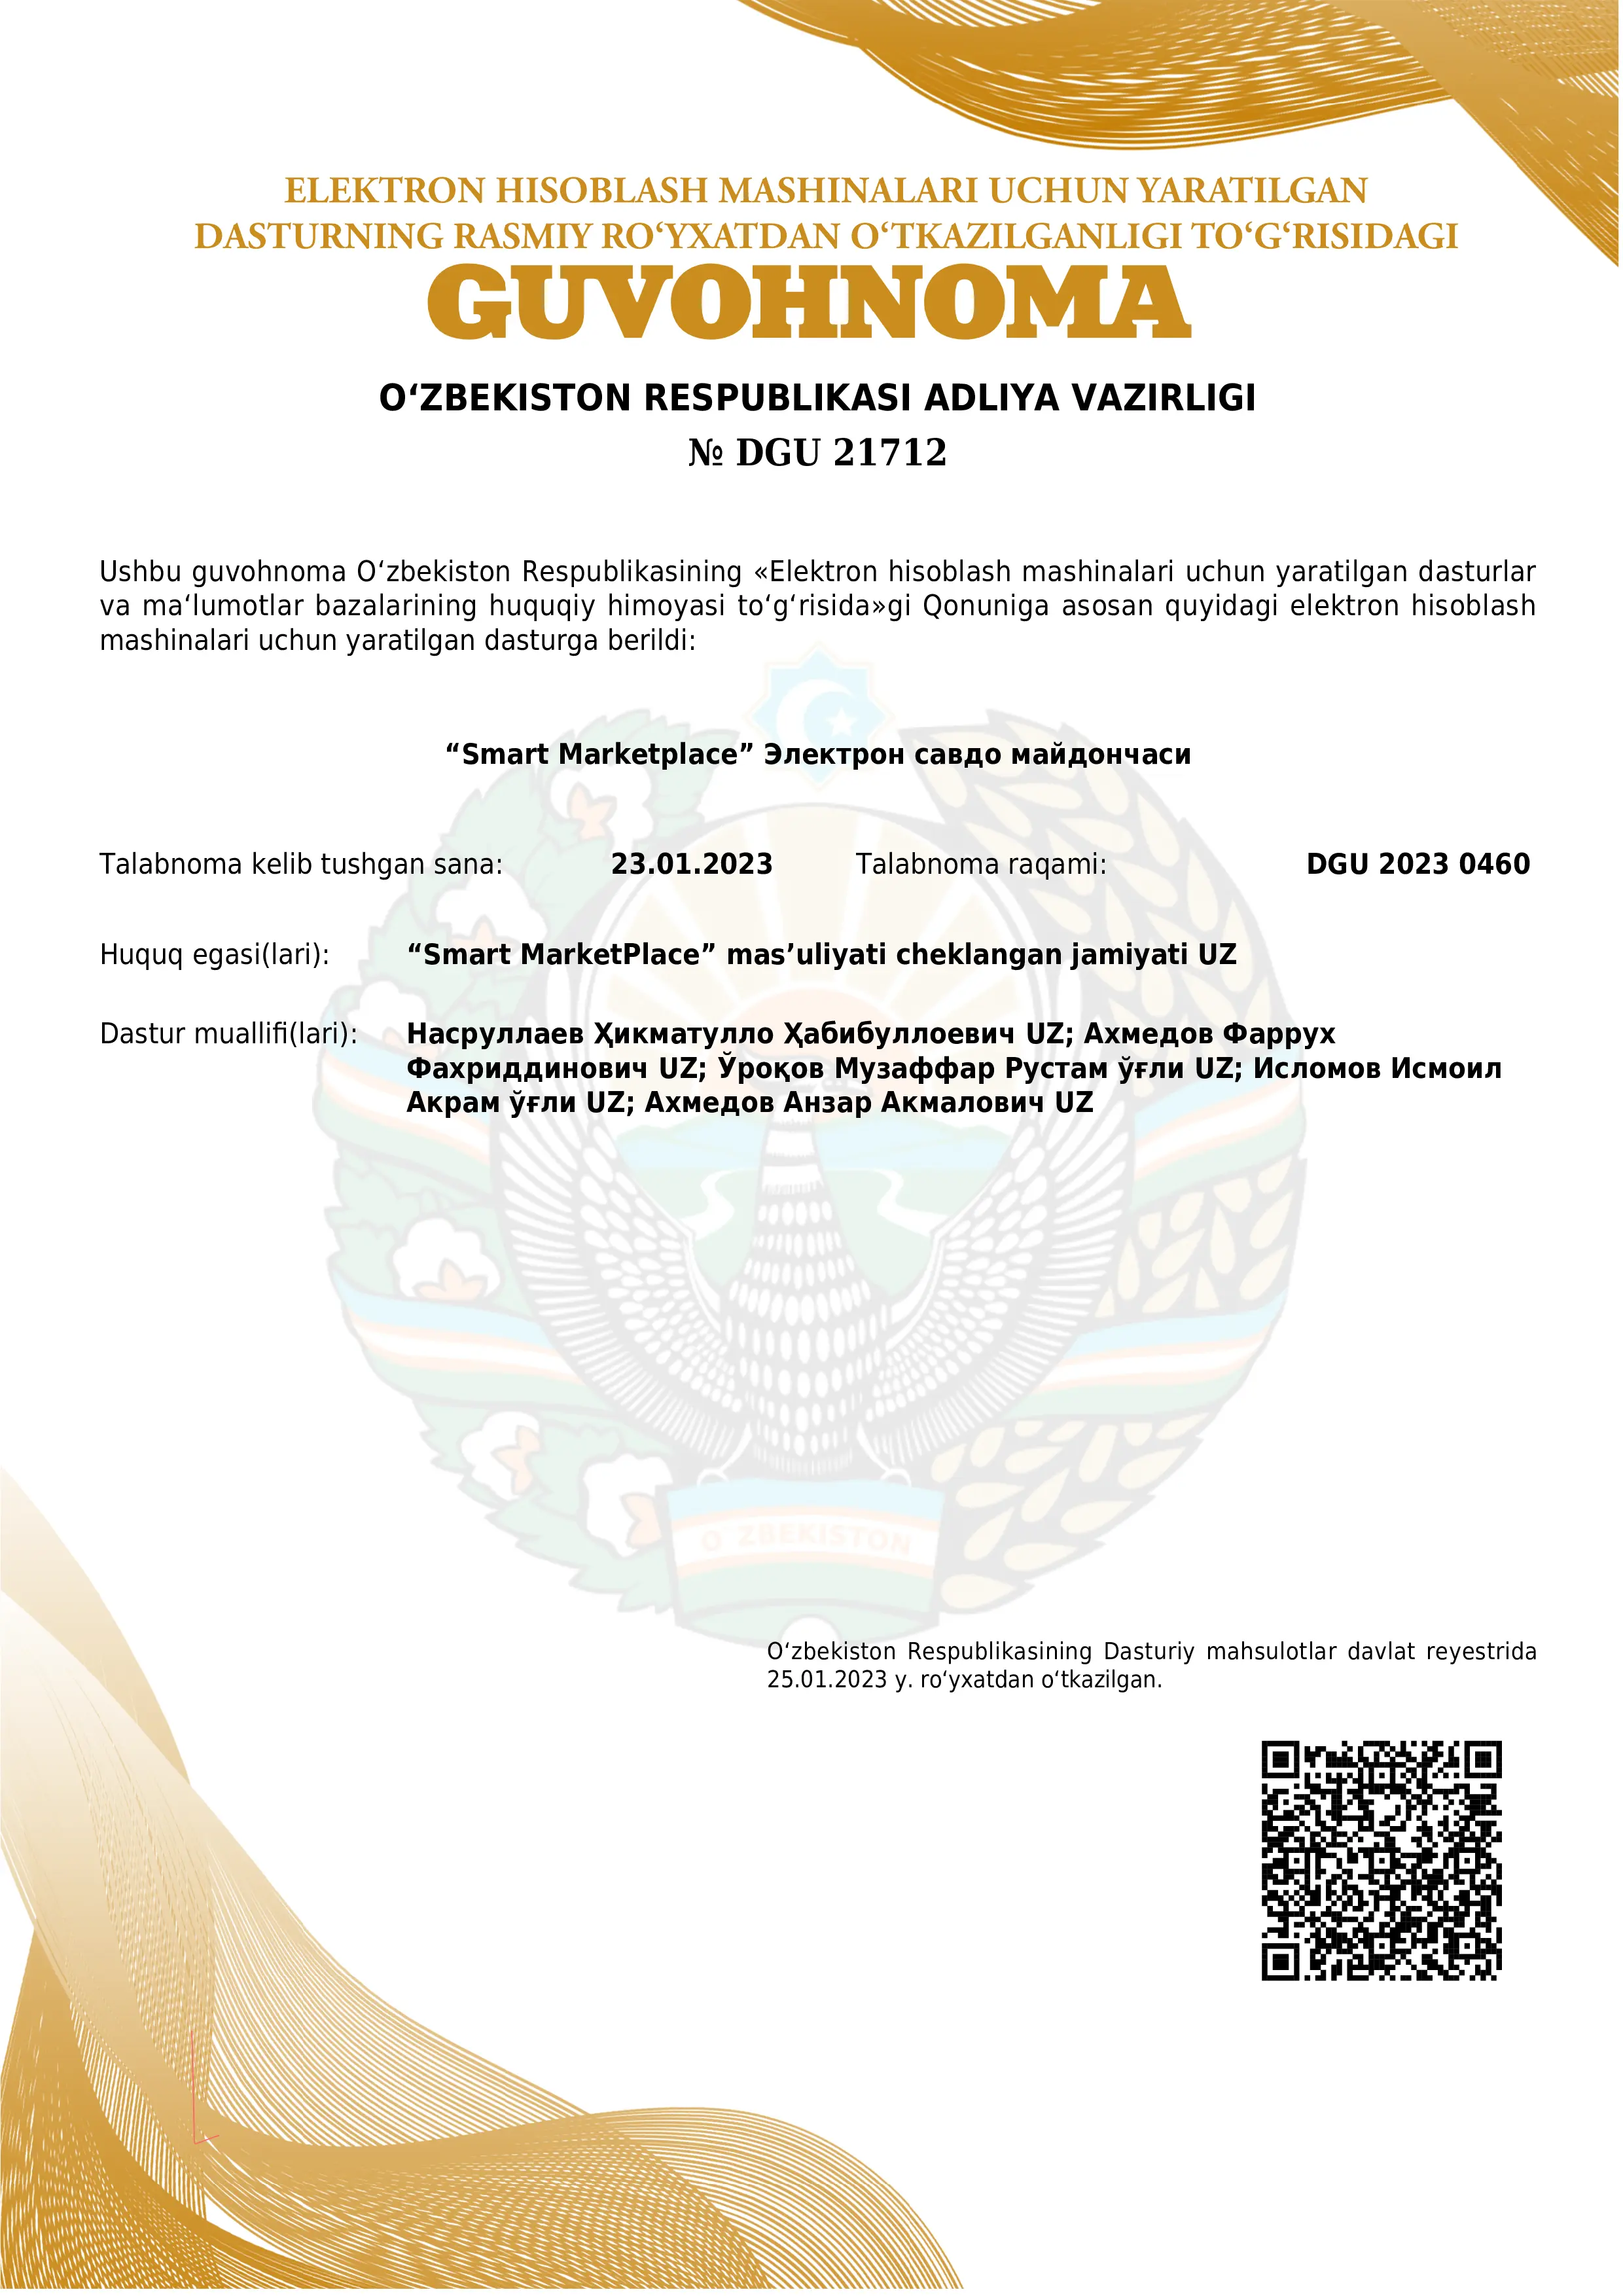 ELEKTRON HISOBLASH MASHINALARI UCHUN YARATILGAN
DASTURNING RASMIY RO‘YXATDAN O‘TKAZILGANLIGI TO‘G‘RISIDAGI
GUVOHNOMA
O‘ZBEKISTON RESPUBLIKASI ADLIYA VAZIRLIGI
№ DGU 21712
Ushbu guvohnoma O‘zbekiston Respublikasining «Elektron hisoblash mashinalari uchun yaratilgan dasturlar
va ma‘lumotlar bazalarining huquqiy himoyasi to‘g‘risida»gi Qonuniga asosan quyidagi elektron hisoblash
mashinalari uchun yaratilgan dasturga berildi:
“Smart Marketplace” Электрон савдо майдончаси
Talabnoma kelib tushgan sana: 23.01.2023 Talabnoma raqami: DGU 2023 0460
Huquq egasi(lari): “Smart MarketPlace” mas’uliyati cheklangan jamiyati UZ
Dastur muallifi(lari): Насруллаев Ҳикматулло Ҳабибуллоевич UZ; Ахмедов Фаррух
Фахриддинович UZ; Ўроқов Музаффар Рустам ўғли UZ; Исломов Исмоил
Акрам ўғли UZ; Ахмедов Анзар Акмалович UZ
O ZBEKISTON
O‘zbekiston Respublikasining Dasturiy mahsulotlar davlat reyestrida
25.01.2023 y. ro‘yxatdan o‘tkazilgan.